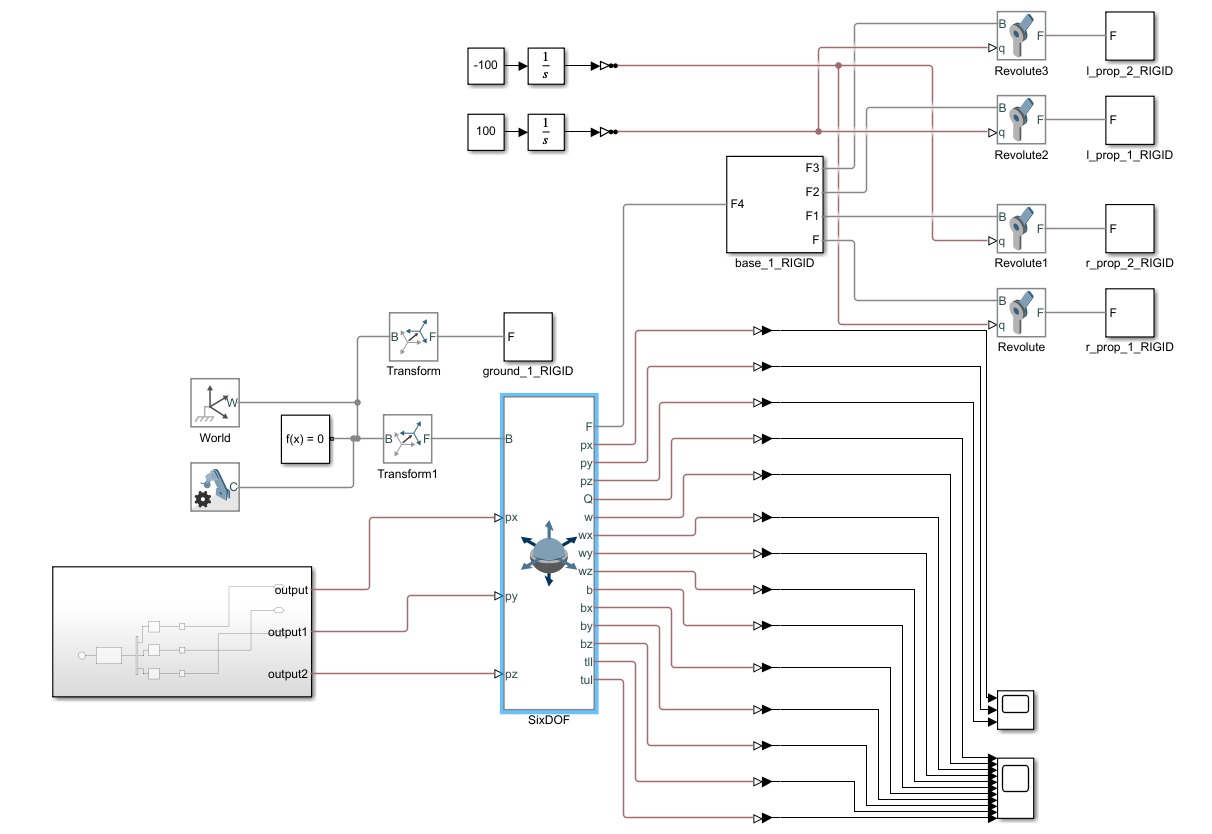 B
q
F
Revolute3
F
l_prop_2_RIGID
-100
1
s
100
1
s
B
q
F
Revolute2
F
l_prop_1_RIGID
F4
F3
F2
F1
F
base_1_RIGID
B
q
F
Revolute1
F
r_prop_2_RIGID
B
q
F
Revolute
F
r_prop_1_RIGID
B
F
Transform
F
ground_1_RIGID
W
World
f(x) = 0
B
F
Transform1
C
output
output1
output2
B
px
py
pz
F
px
py
pz
Q
w
wx
wy
wz
b
bx
by
bz
tll
tul
SixDOF